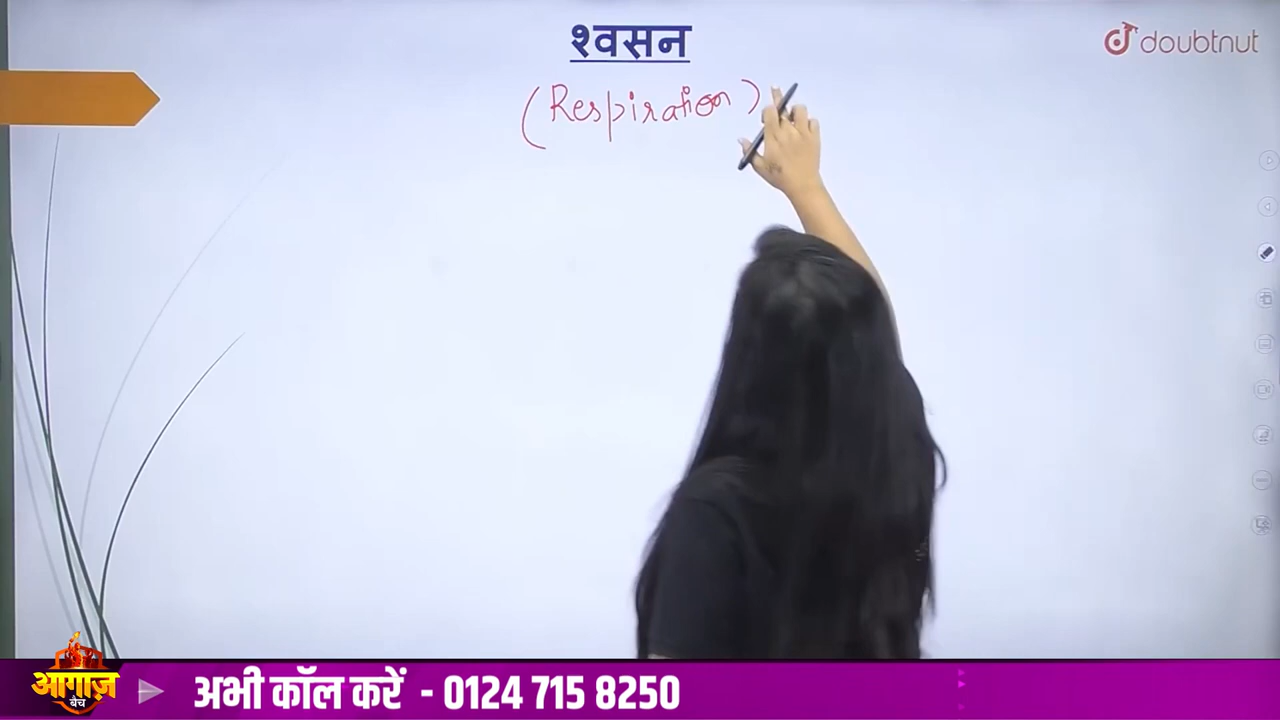 श्वसन
doubtnut
(Respiration)
आगाज़
बैच
अभी कॉल करें - 0124 715 8250